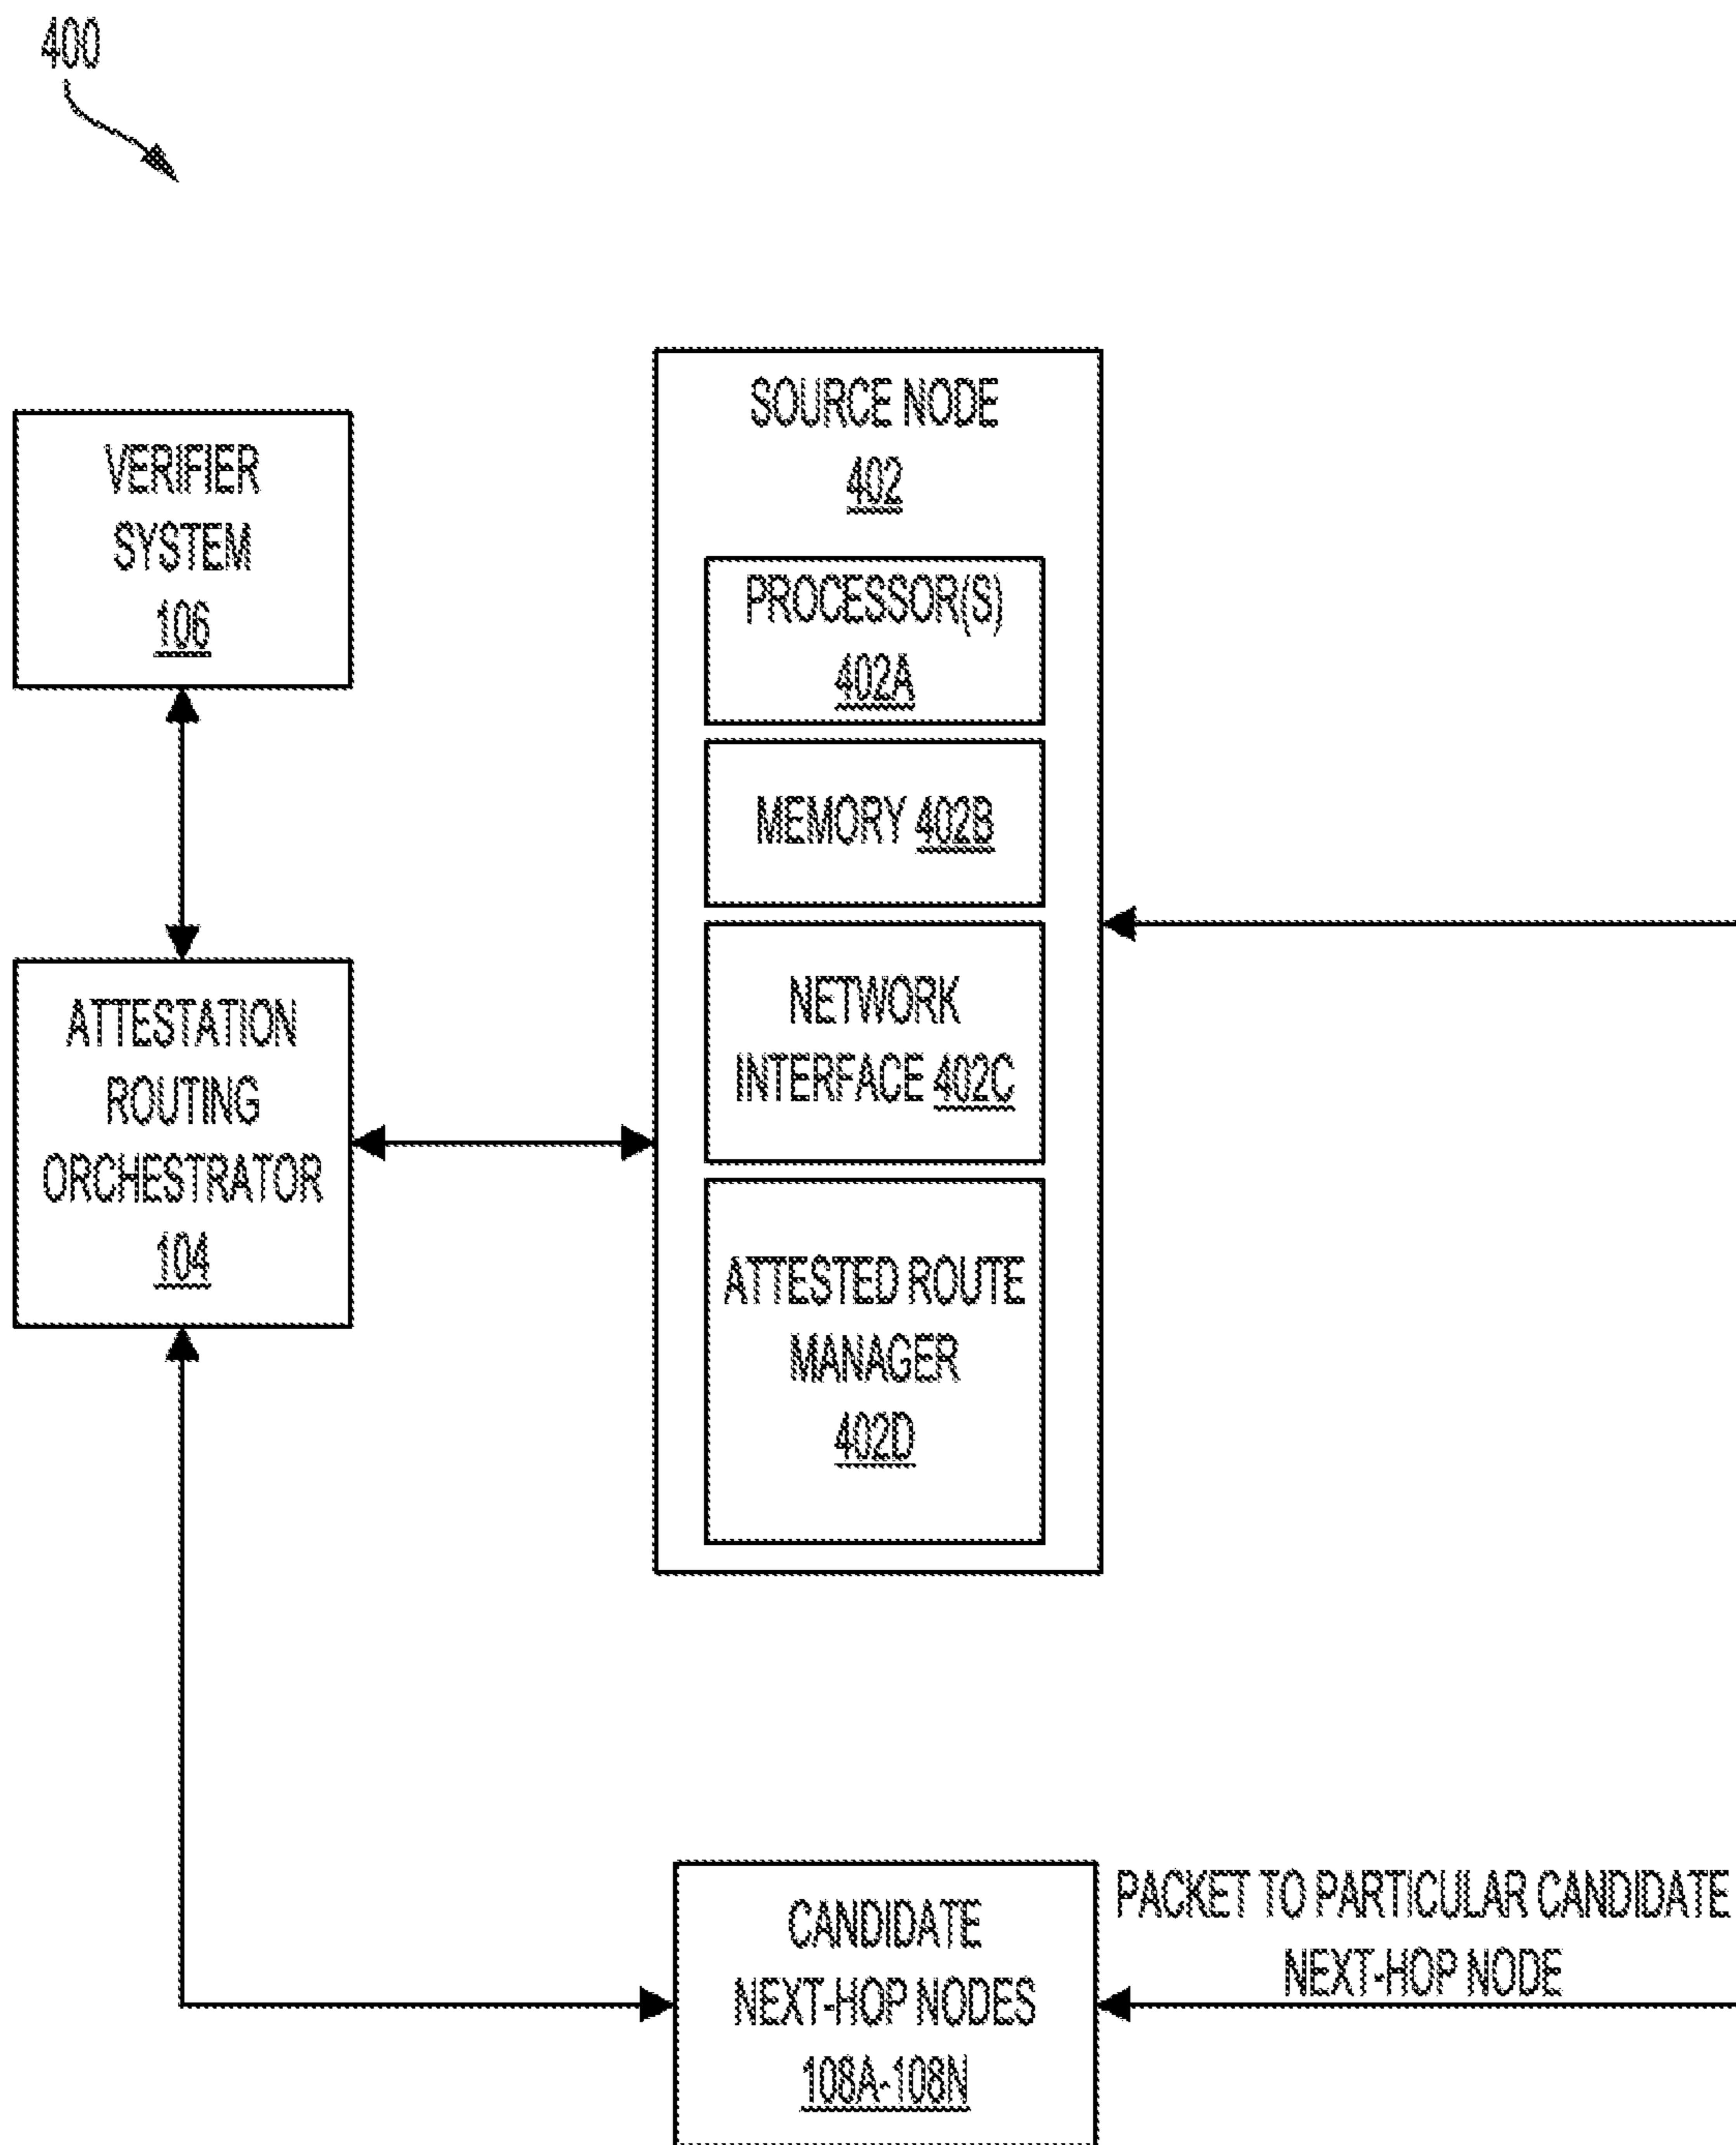 400
VERIFIER
SYSTEM
106
ATTESTATION
ROUTING
ORCHESTRATOR
104
SOURCE NODE
402
PROCESSOR(S)
402A
MEMORY 402B
NETWORK
INTERFACE 402C
ATTESTED ROUTE
MANAGER
402D
CANDIDATE
NEXT-HOP NODES
108A-108N
PACKET TO PARTICULAR CANDIDATE
NEXT-HOP NODE